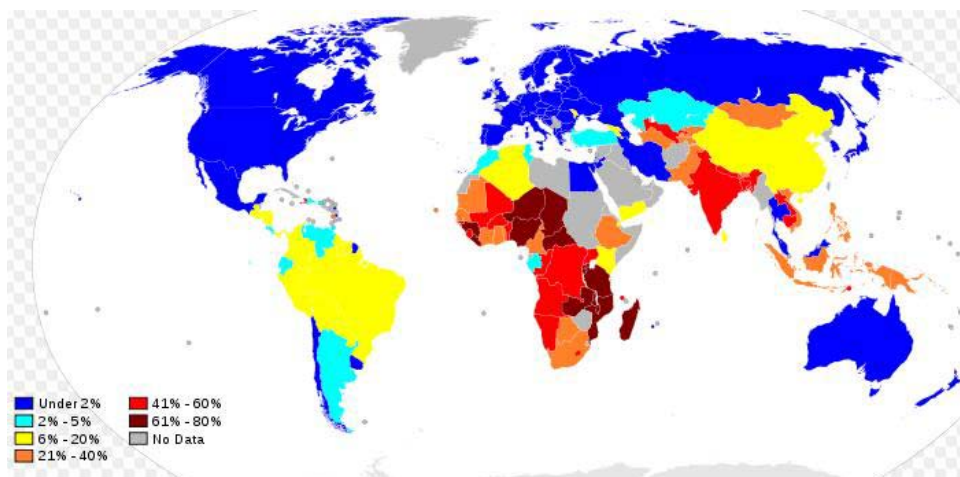 Under 2%
2% - 5%
6% - 20%
21% - 40%
41% - 60%
61% - 80%
No Data